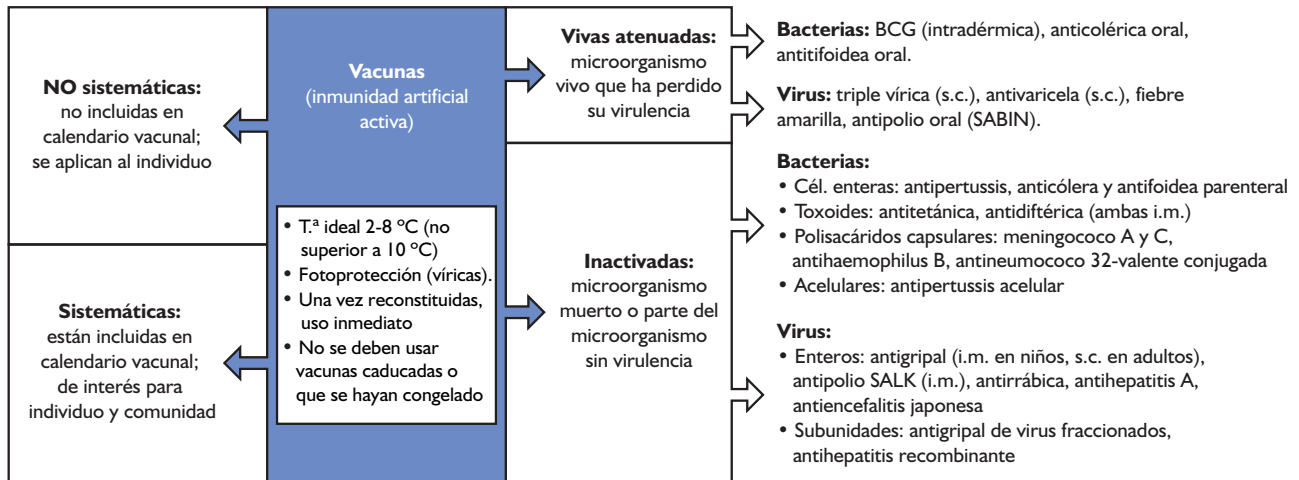 NO sistemáticas:
no incluidas en
calendario vacunal;
se aplican al individuo
Sistemáticas:
están incluidas en
calendario vacunal;
de interés para
individuo y comunidad
Vacunas
(inmunidad artificial
activa)
• T.ª ideal 2-8 ºC (no
superior a 10 ºC)
• Fotoprotección (víricas).
• Una vez reconstituidas,
uso inmediato
• No se deben usar
vacunas caducadas o
que se hayan congelado
Vivas atenuadas:
microorganismo
vivo que ha perdido
su virulencia
Inactivadas:
microorganismo
muerto o parte del
microorganismo
sin virulencia
Bacterias: BCG (intradérmica), anticolérica oral,
antitifoidea oral.
Virus: triple vírica (s.c.), antivaricela (s.c.), fiebre
amarilla, antipolio oral (SABIN).
Bacterias:
• Cél. enteras: antipertussis, anticólera y antifoidea parenteral
• Toxoides: antitetánica, antidiftérica (ambas i.m.)
• Polisacáridos capsulares: meningococo A y C,
antihaemophilus B, antineumococo 32-valente conjugada
• Acelulares: antipertussis acelular
Virus:
• Enteros: antigripal (i.m. en niños, s.c. en adultos),
antipolio SALK (i.m.), antirrábica, antihepatitis A,
antiencefalitis japonesa
• Subunidades: antigripal de virus fraccionados,
antihepatitis recombinante